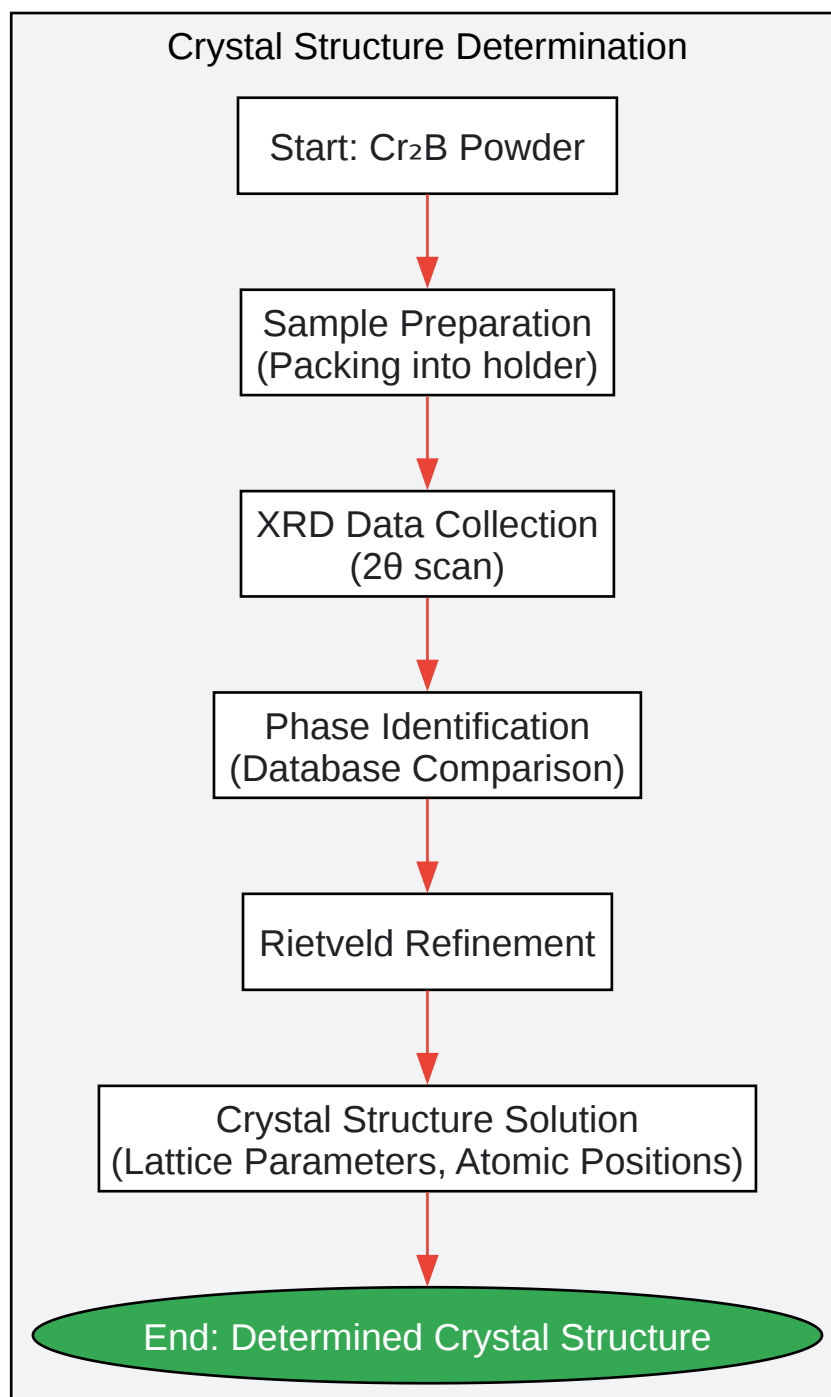 Crystal Structure Determination
Start: Cr₂B Powder
Sample Preparation
(Packing into holder)
XRD Data Collection
(2θ scan)
Phase Identification
(Database Comparison)
Rietveld Refinement
Crystal Structure Solution
(Lattice Parameters, Atomic Positions)
End: Determined Crystal Structure